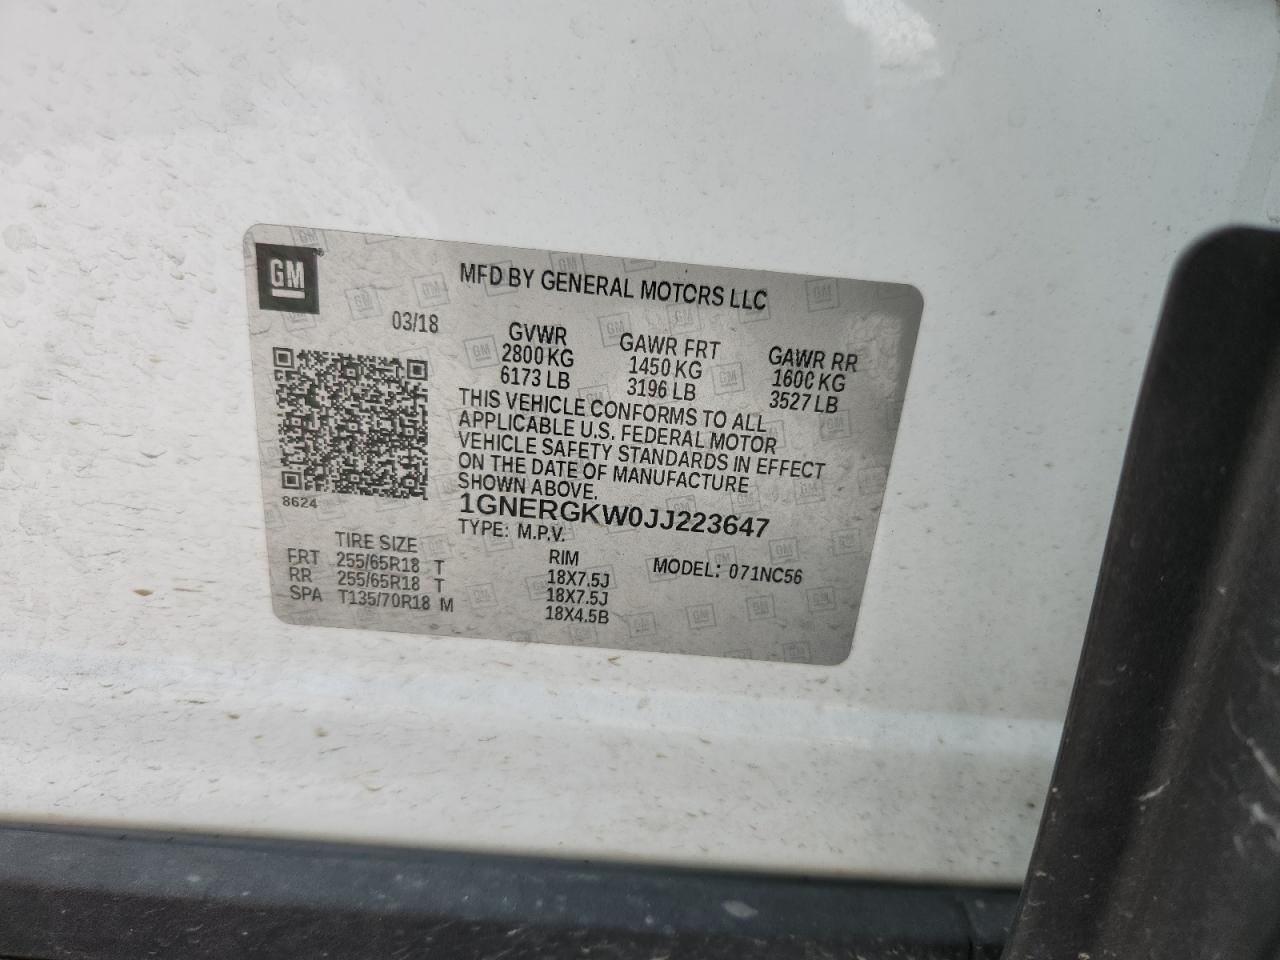 GM
MFD BY GENERAL MOTORS LLC
03/18
GVWR GAWR FRT GAWR RR
2800 KG 1450 KG 1600 KG
6173 LB 3196 LB 3527 LB
THIS VEHICLE CONFORMS TO ALL
APPLICABLE U.S. FEDERAL MOTOR
VEHICLE SAFETY STANDARDS IN EFFECT
ON THE DATE OF MANUFACTURE
SHOWN ABOVE.
8624
1GNERGKW0JJ223647
TYPE: M.P.V. MODEL: 071NC56
TIRE SIZE RIM
FRT 255/65R18 T 18X7.5J
RR 255/65R18 T 18X7.5J
SPA T135/70R18 M 18X4.5B